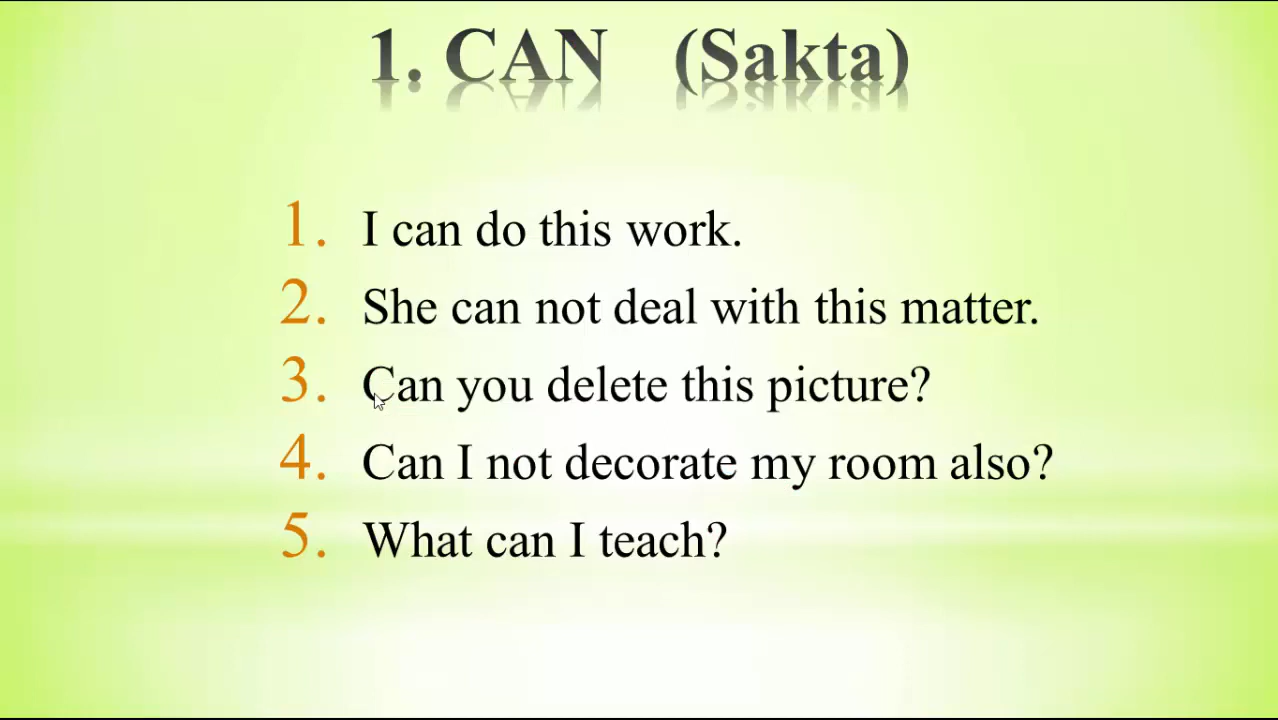 1. CAN (Sakta)
1. I can do this work.
2. She can not deal with this matter.
3. Can you delete this picture?
4. Can I not decorate my room also?
5. What can I teach?